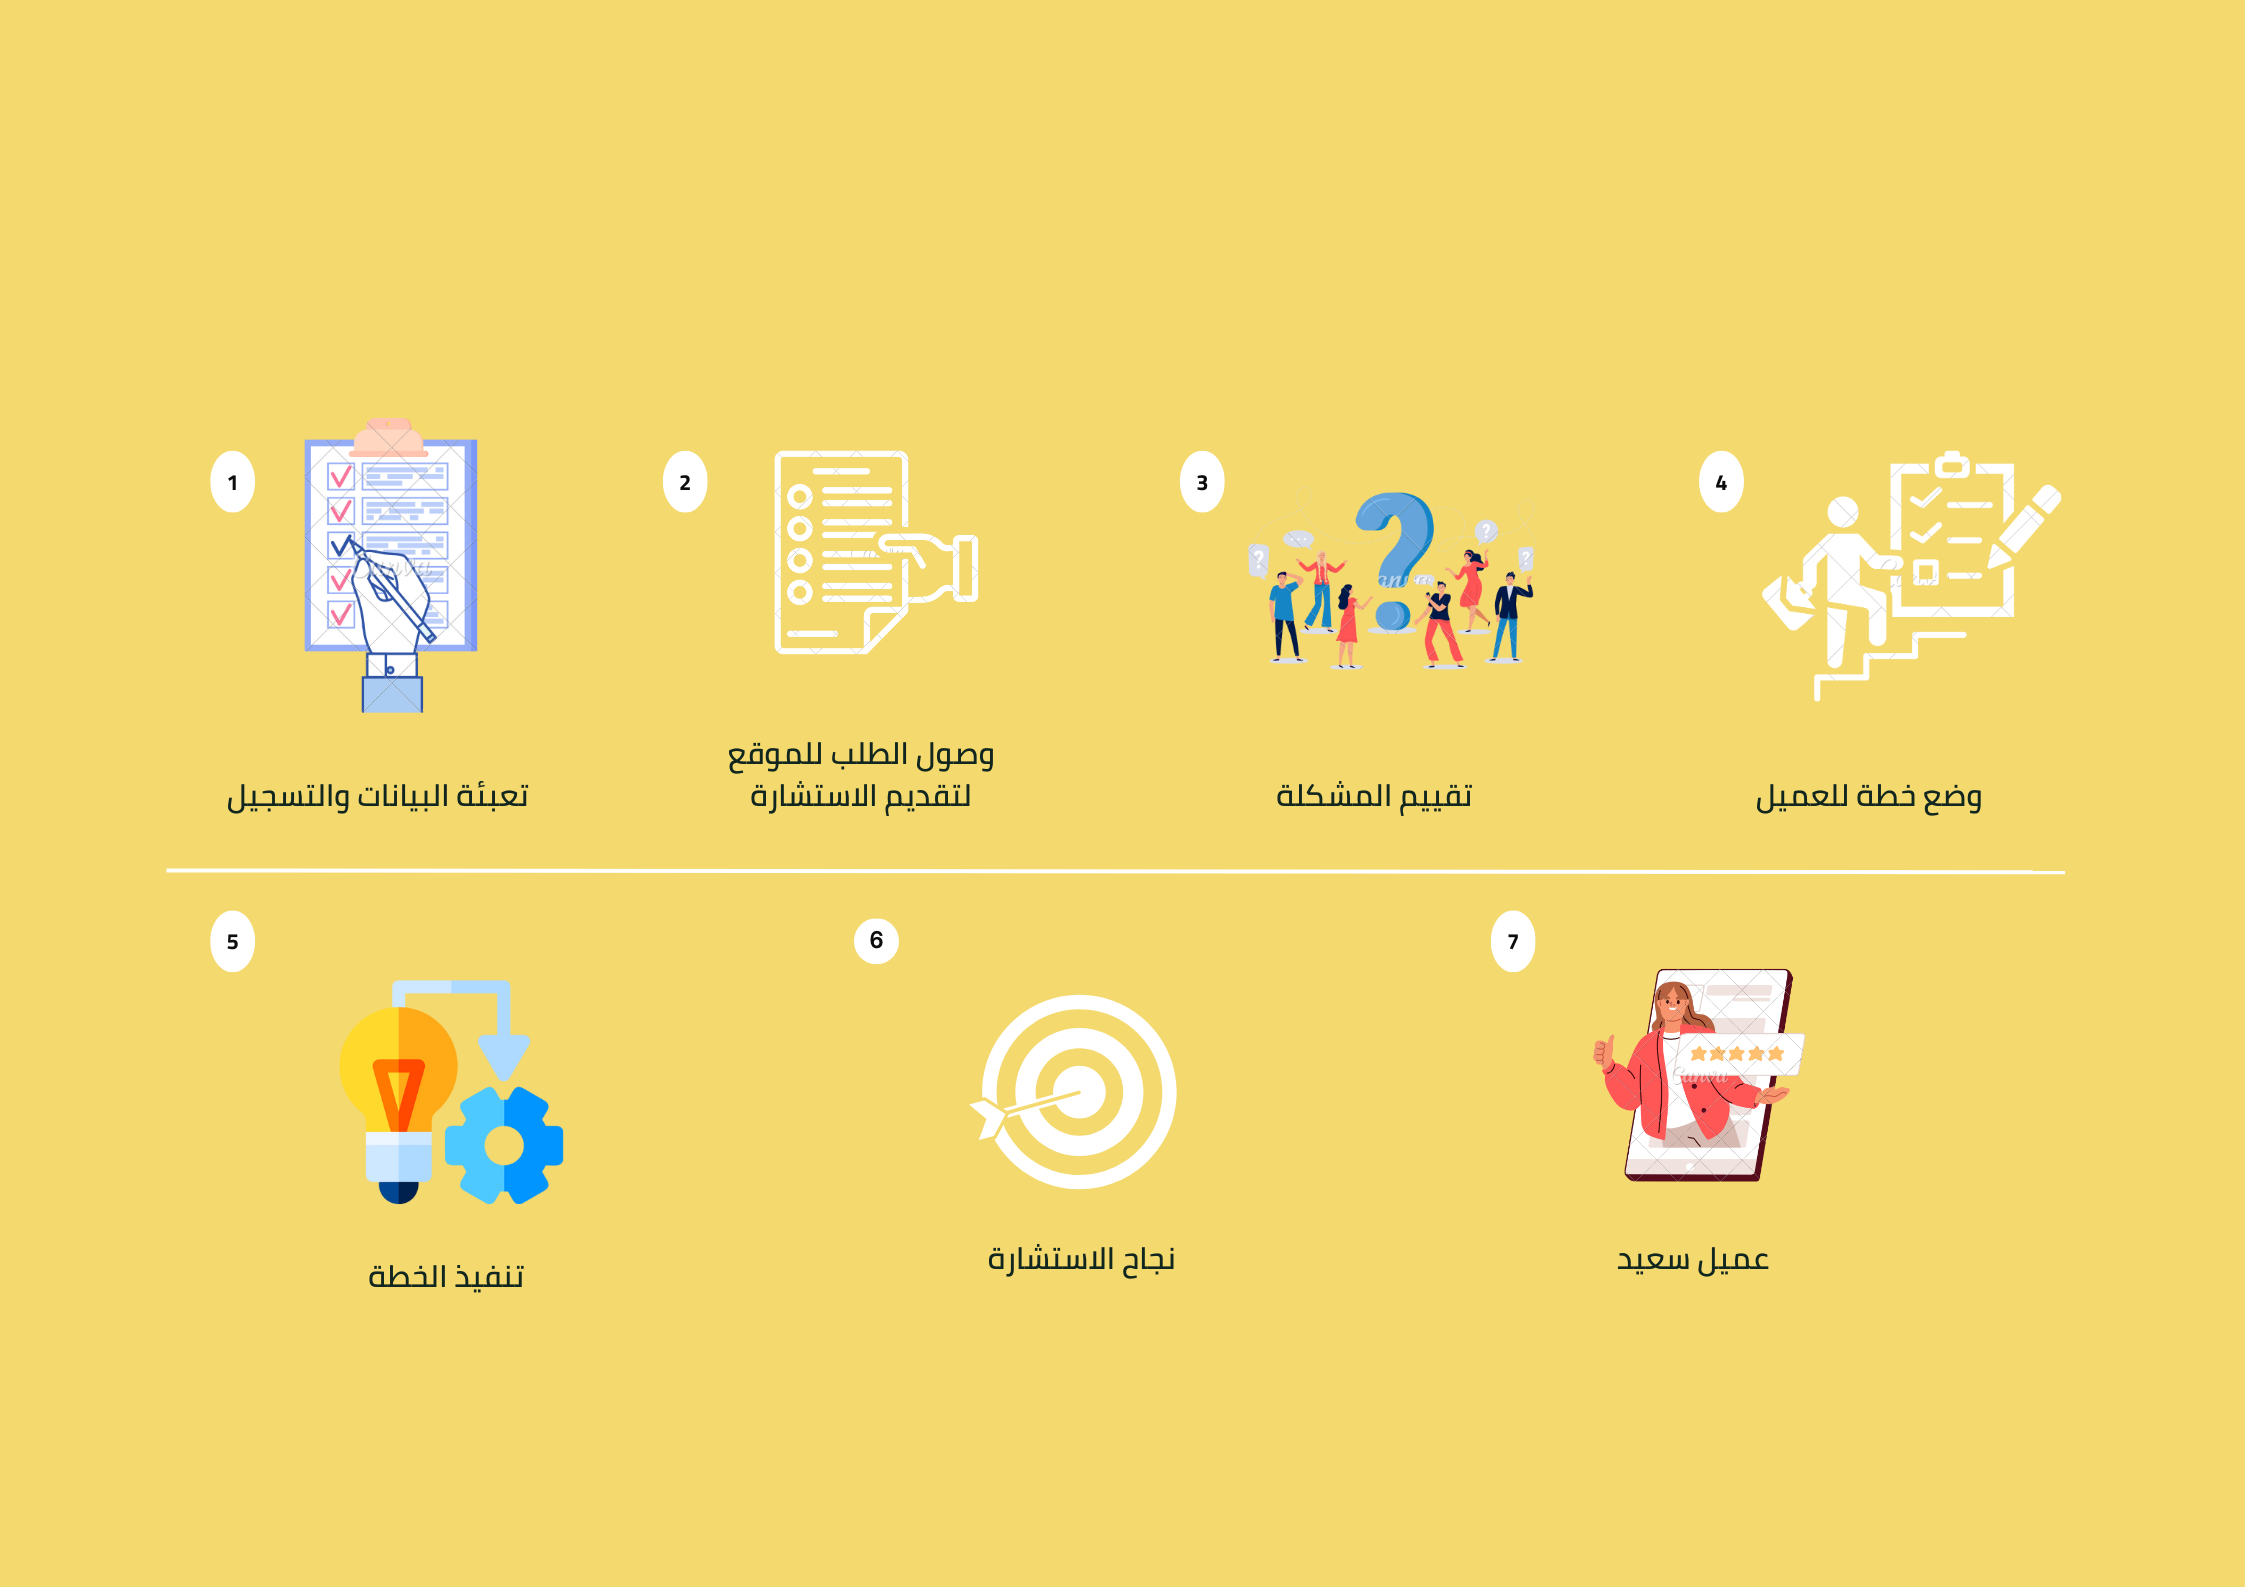 1
تعبئة البيانات والتسجيل
2
وصول الطلب للموقع
لتقديم الاستشارة
3
تقييم المشكلة
4
وضع خطة للعميل
5
تنفيذ الخطة
6
نجاح الاستشارة
7
عميل سعيد